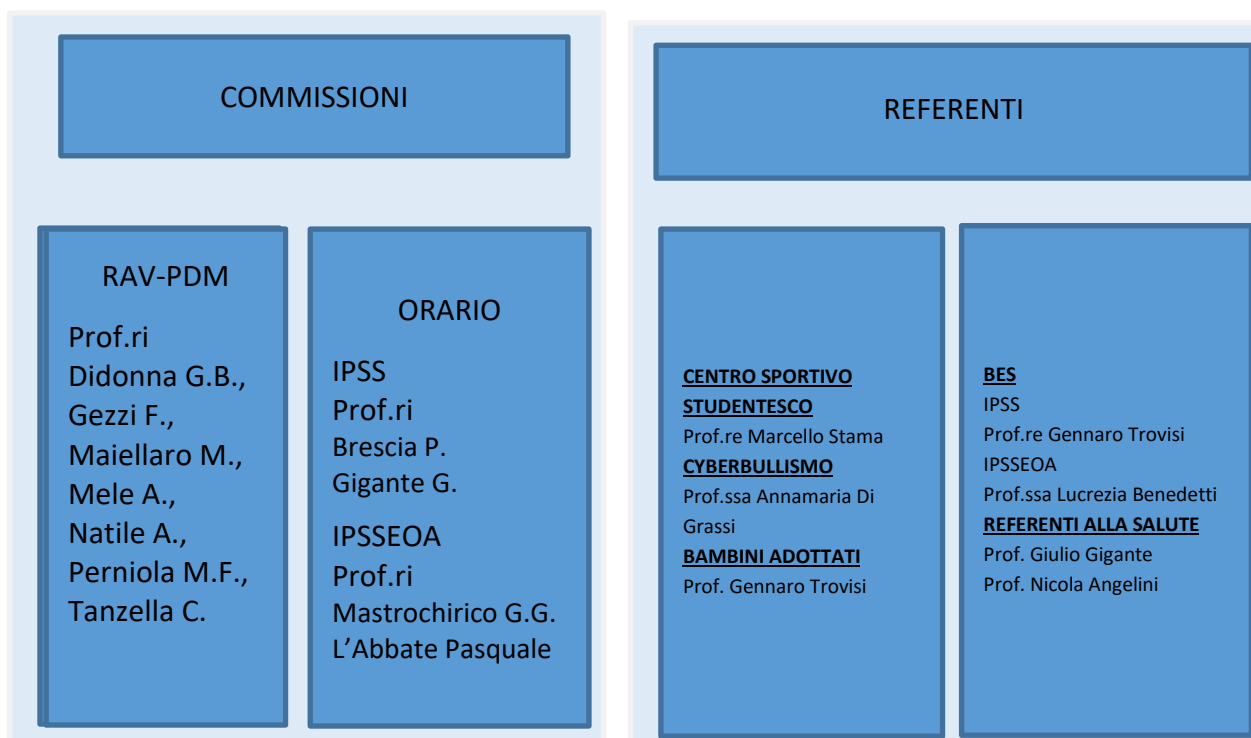 COMMISSIONI
RAV-PDM
Prof.ri
Didonna G.B.,
Gezzi F.,
Maiellaro M.,
Mele A.,
Natile A.,
Perniola M.F.,
Tanzella C.
ORARIO
IPSS
Prof.ri
Brescia P.
Gigante G.
IPSSEOA
Prof.ri
Mastrochirico G.G.
L’Abbate Pasquale
REFERENTI
CENTRO SPORTIVO
STUDENTESCO
Prof.re Marcello Stama
CYBERBULLISMO
Prof.ssa Annamaria Di
Grassi
BAMBINI ADOTTATI
Prof. Gennaro Trovisi
BES
IPSS
Prof.re Gennaro Trovisi
IPSSEOA
Prof.ssa Lucrezia Benedetti
REFERENTI ALLA SALUTE
Prof. Giulio Gigante
Prof. Nicola Angelini